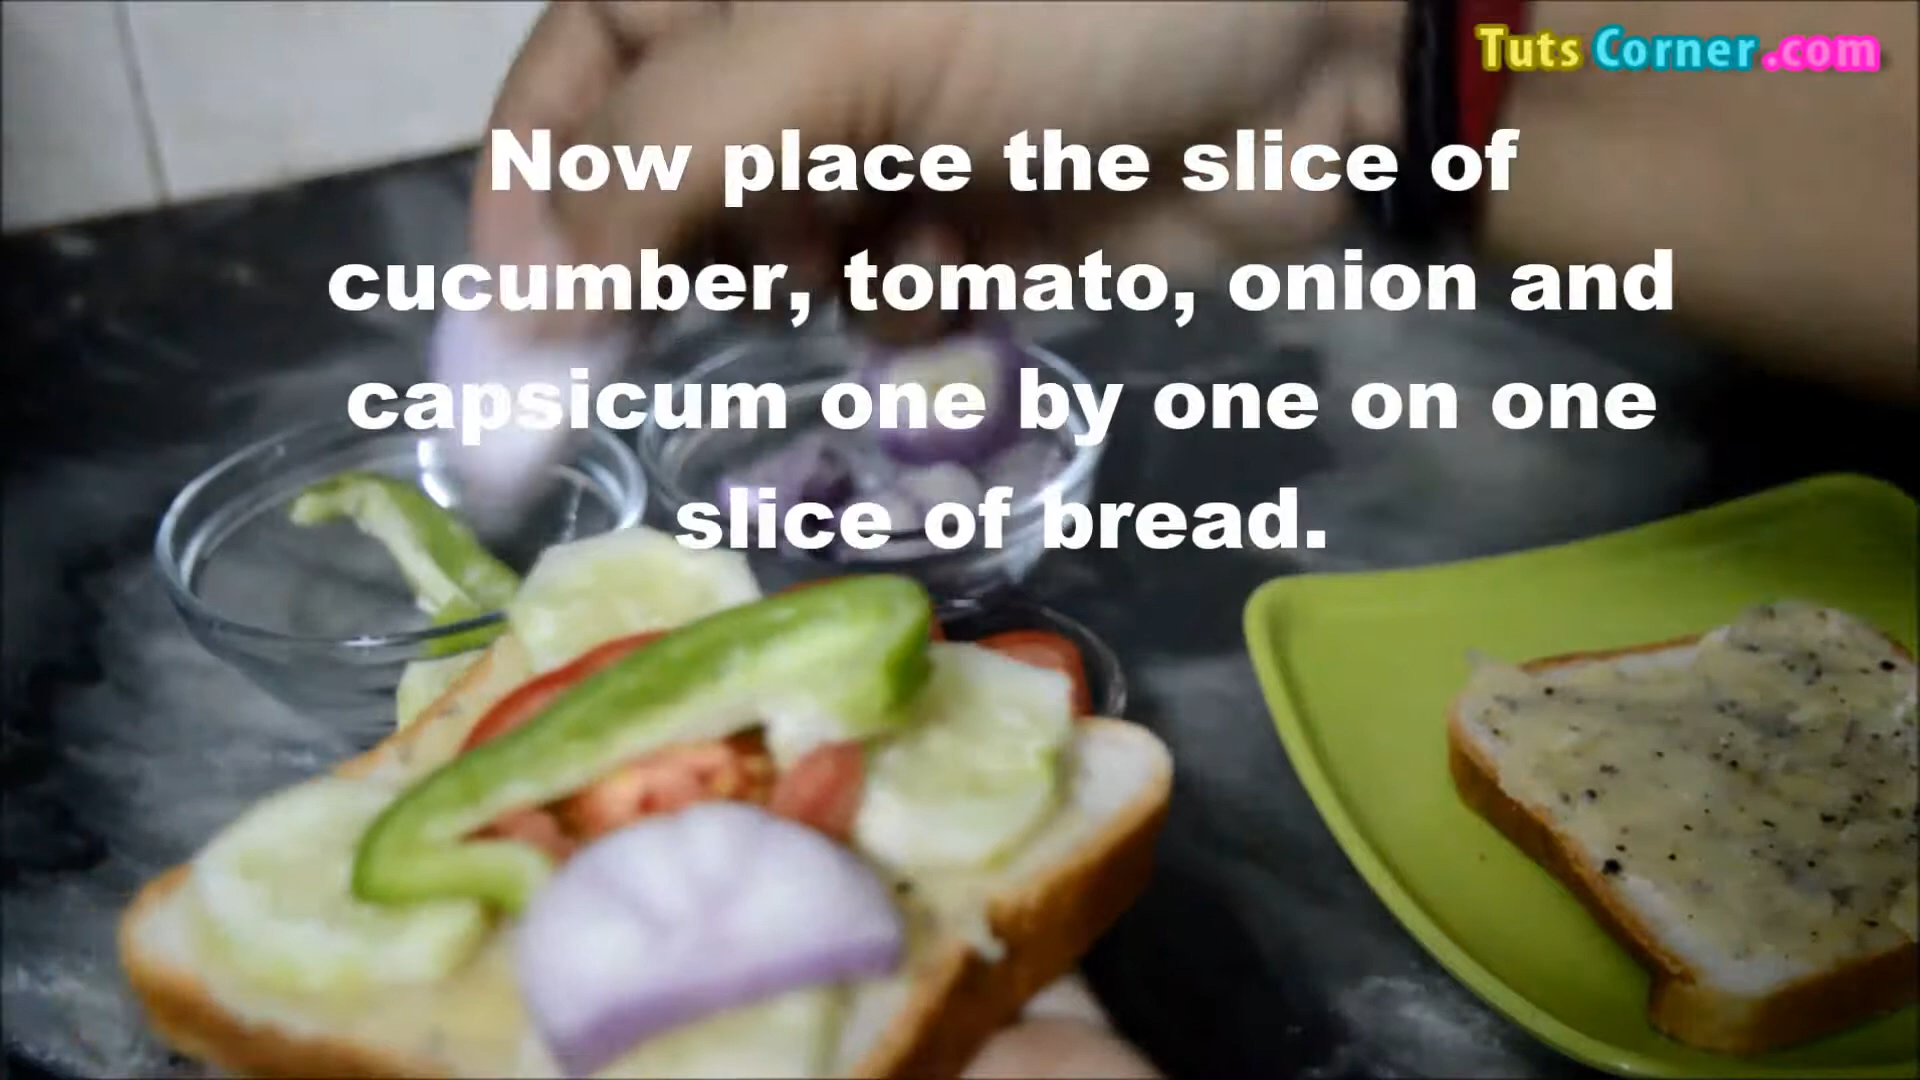 Tuts Corner.com
Now place the slice of
cucumber, tomato, onion and
capsicum one by one on one
slice of bread.